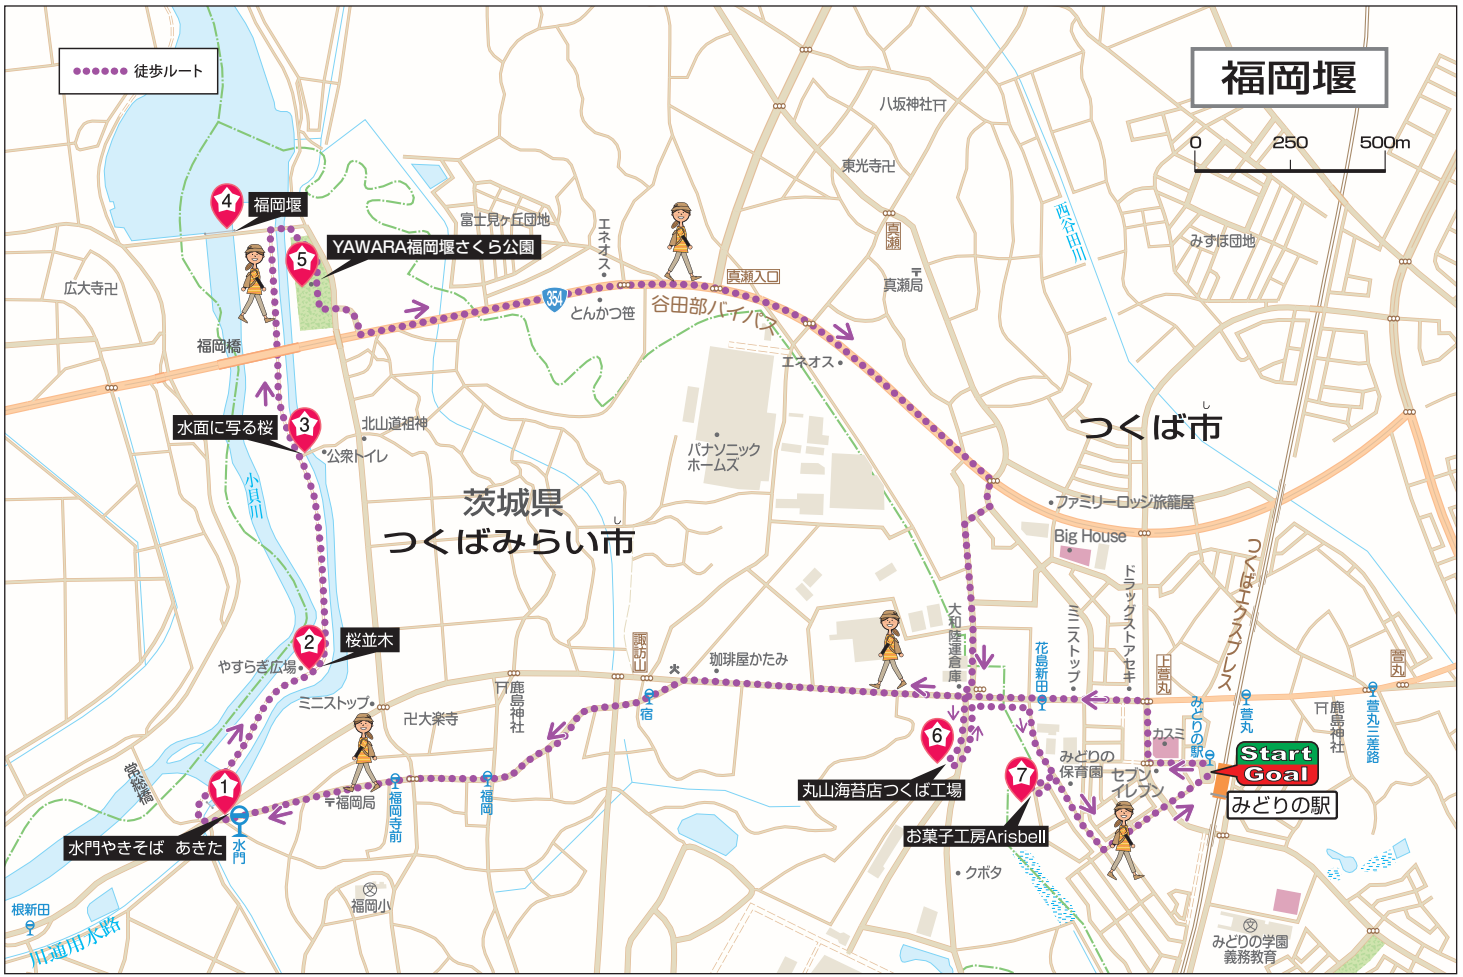 徒歩ルート
福岡堰
0 250 500m
八坂神社
東光寺
西谷田川
みずほ団地
真瀬
真瀬局
富士見ヶ丘団地
エネオス
真瀬入口
354
谷田部バイパス
とんかつ笹
エネオス
4
福岡堰
5
YAWARA福岡堰さくら公園
広大寺
福岡橋
水面に写る桜
3
北山道祖神
公衆トイレ
小貝川
パナソニック
ホームズ
つくば市
し
茨城県
つくばみらい市
し
ファミリーロッジ旅籠屋
Big House
つくばエクスプレス
ドラッグストアセキ
ミニストップ
花島新田
大和陸運倉庫
上萱丸
萱丸
萱丸
萱丸三差路
鹿島神社
みどりの駅
カスミ
2
桜並木
やすらぎ広場
諏訪山
珈琲屋かたみ
宿
鹿島神社
ミニストップ
大楽寺
常総橋
1
水門やきそば あきた
水門
福岡局
福岡寺前
福岡
福岡小
文
根新田
川通用水路
6
丸山海苔店つくば工場
7
お菓子工房Arisbell
みどりの
保育園
セブン
イレブン
Start
Goal
みどりの駅
クボタ
文
みどりの学園
義務教育